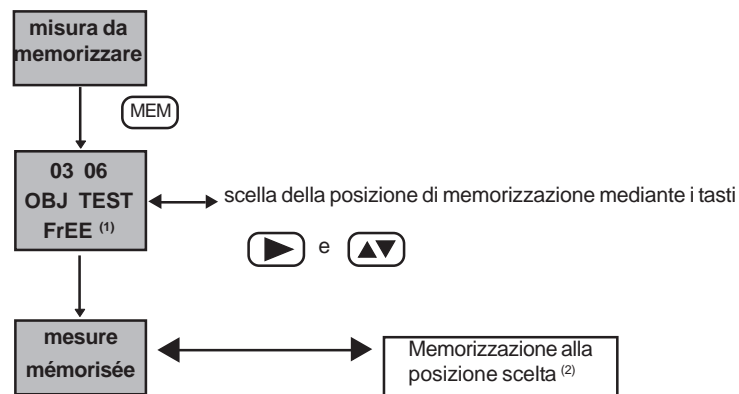 misura da
memorizzare
MEM
03 06
OBJ TEST
FrEE (1)
scella della posizione di memorizzazione mediante i tasti
e
mesure
mémorisée
Memorizzazione alla
posizione scelta (2)